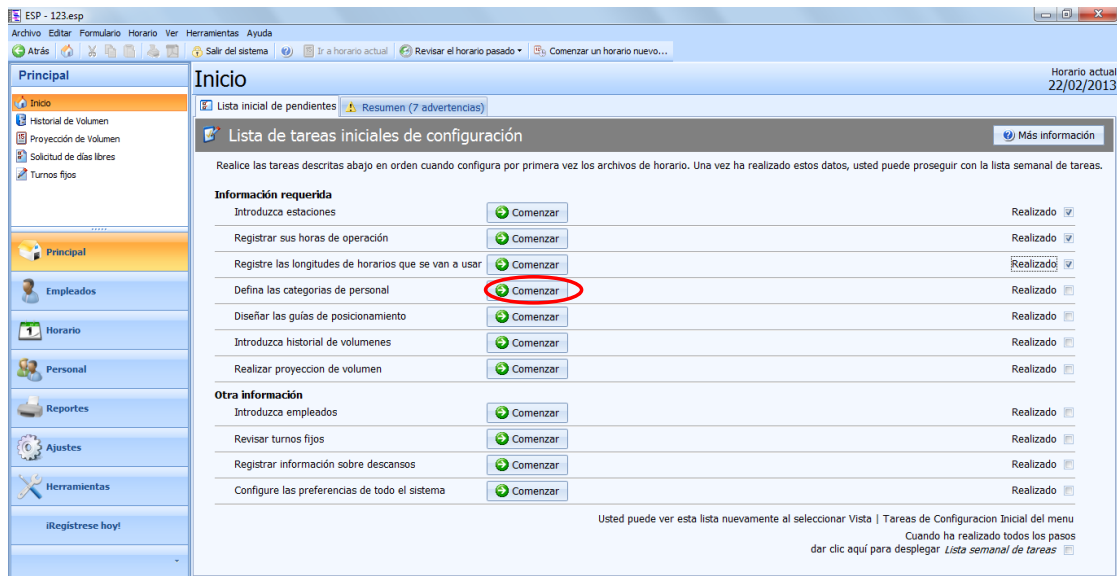 ESP - 123.esp
Archivo Editar Formulario Horario Ver Herramientas Ayuda
Atrás Salir del sistema Ir a horario actual Revisar el horario pasado Comenzar un horario nuevo...
Principal
Inicio
Historial de Volumen
Proyección de Volumen
Solicitud de días libres
Turnos fijos
Principal
Empleados
Horario
Personal
Reportes
Ajustes
Herramientas
iRegístrese hoy!
Inicio
Horario actual
22/02/2013
Lista inicial de pendientes Resumen (7 advertencias)
Lista de tareas iniciales de configuración Más información
Realice las tareas descritas abajo en orden cuando configura por primera vez los archivos de horario. Una vez ha realizado estos datos, usted puede proseguir con la lista semanal de tareas.
Información requerida
Introduzca estaciones Comenzar Realizado
Registrar sus horas de operación Comenzar Realizado
Registre las longitudes de horarios que se van a usar Comenzar Realizado
Defina las categorias de personal Comenzar Realizado
Diseñar las guías de posicionamiento Comenzar Realizado
Introduzca historial de volumenes Comenzar Realizado
Realizar proyeccion de volumen Comenzar Realizado
Otra información
Introduzca empleados Comenzar Realizado
Revisar turnos fijos Comenzar Realizado
Registrar información sobre descansos Comenzar Realizado
Configure las preferencias de todo el sistema Comenzar Realizado
Usted puede ver esta lista nuevamente al seleccionar Vista | Tareas de Configuracion Inicial del menu
Cuando ha realizado todos los pasos
dar clic aquí para desplegar Lista semanal de tareas